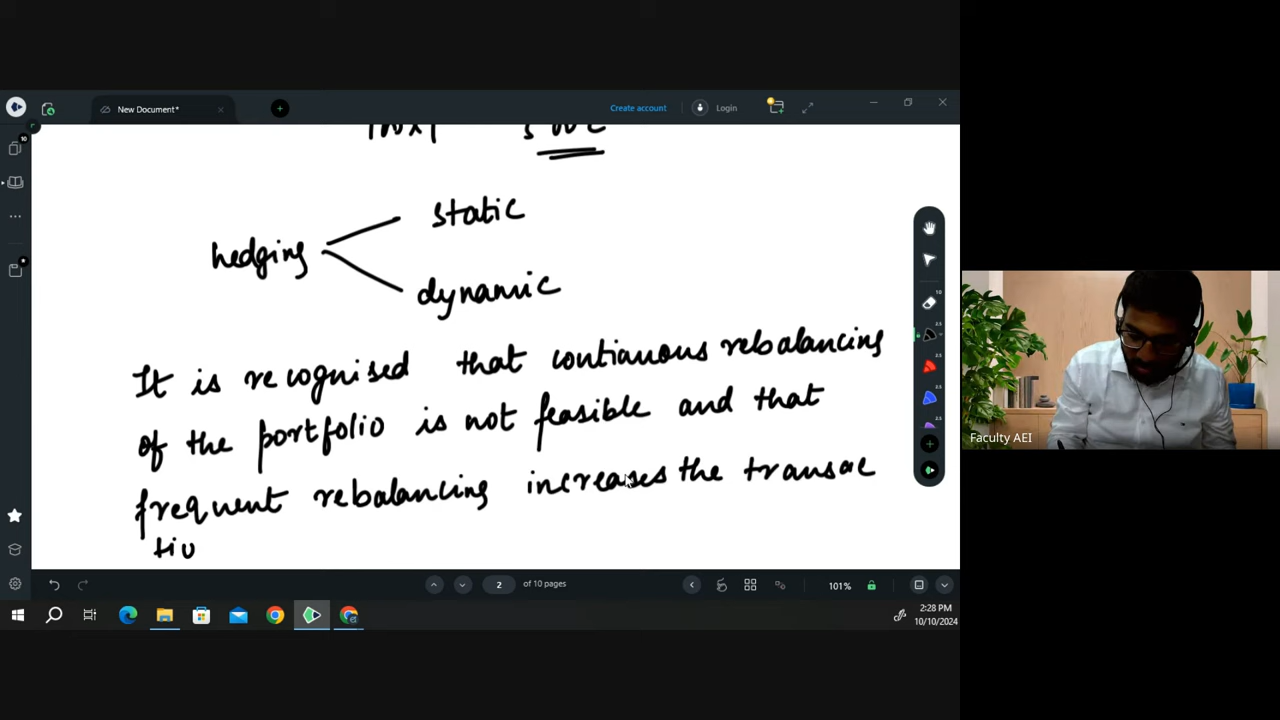 New Document*
Create account
Login
hedging
static
dynamic
It is recognised that continuous rebalancing
of the portfolio is not feasible and that
frequent rebalancing increases the transac
tio
Faculty AEI
2 of 10 pages
101%
2:28 PM
10/10/2024